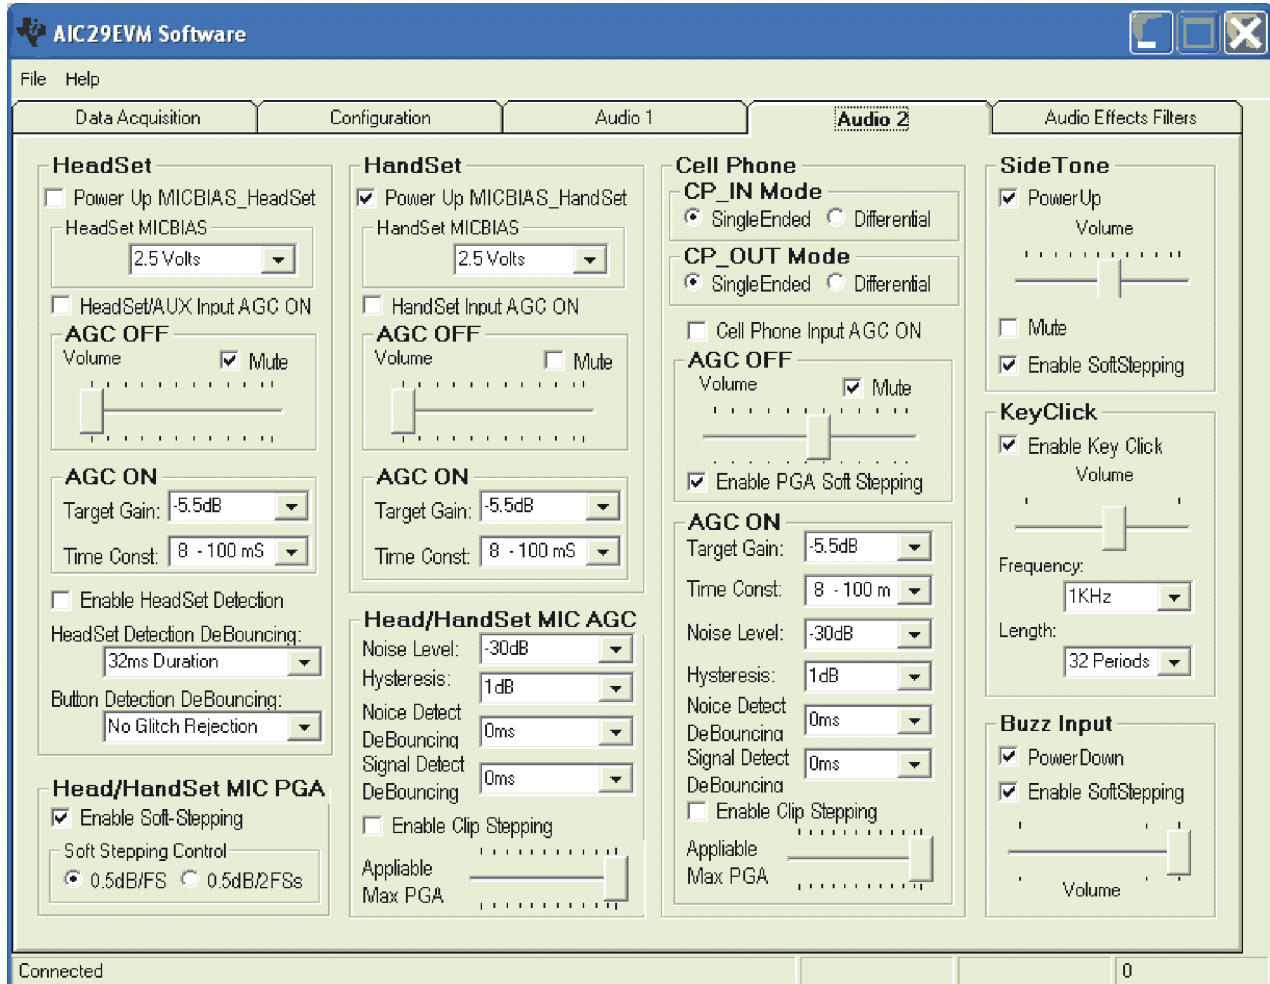 AIC29EVM Software
File Help
Data Acquisition
Configuration
Audio 1
Audio 2
Audio Effects Filters
HeadSet
Power Up MICBIAS_HeadSet
HeadSet MICBIAS
2.5 Volts
HeadSet/AUX Input AGC ON
AGC OFF
Volume
Mute
AGC ON
Target Gain: -5.5dB
Time Const: 8 - 100 mS
Enable HeadSet Detection
HeadSet Detection DeBouncing:
32ms Duration
Button Detection DeBouncing:
No Glitch Rejection
Head/HandSet MIC PGA
Enable Soft-Stepping
Soft Stepping Control
0.5dB/FS 0.5dB/2FSs
HandSet
Power Up MICBIAS_HandSet
HandSet MICBIAS
2.5 Volts
HandSet Input AGC ON
AGC OFF
Volume
Mute
AGC ON
Target Gain: -5.5dB
Time Const: 8 - 100 mS
Head/HandSet MIC AGC
Noise Level: -30dB
Hysteresis: 1dB
Noice Detect
DeBouncing
0ms
Signal Detect
DeBouncing
0ms
Enable Clip Stepping
Appliable
Max PGA
Cell Phone
CP_IN Mode
SingleEnded Differential
CP_OUT Mode
SingleEnded Differential
Cell Phone Input AGC ON
AGC OFF
Volume
Mute
Enable PGA Soft Stepping
AGC ON
Target Gain: -5.5dB
Time Const: 8 - 100 m
Noise Level: -30dB
Hysteresis: 1dB
Noice Detect
DeBouncing
0ms
Signal Detect
DeBouncing
0ms
Enable Clip Stepping
Appliable
Max PGA
SideTone
PowerUp
Volume
Mute
Enable SoftStepping
KeyClick
Enable Key Click
Volume
Frequency:
1KHz
Length:
32 Periods
Buzz Input
PowerDown
Enable SoftStepping
Volume
Connected
0